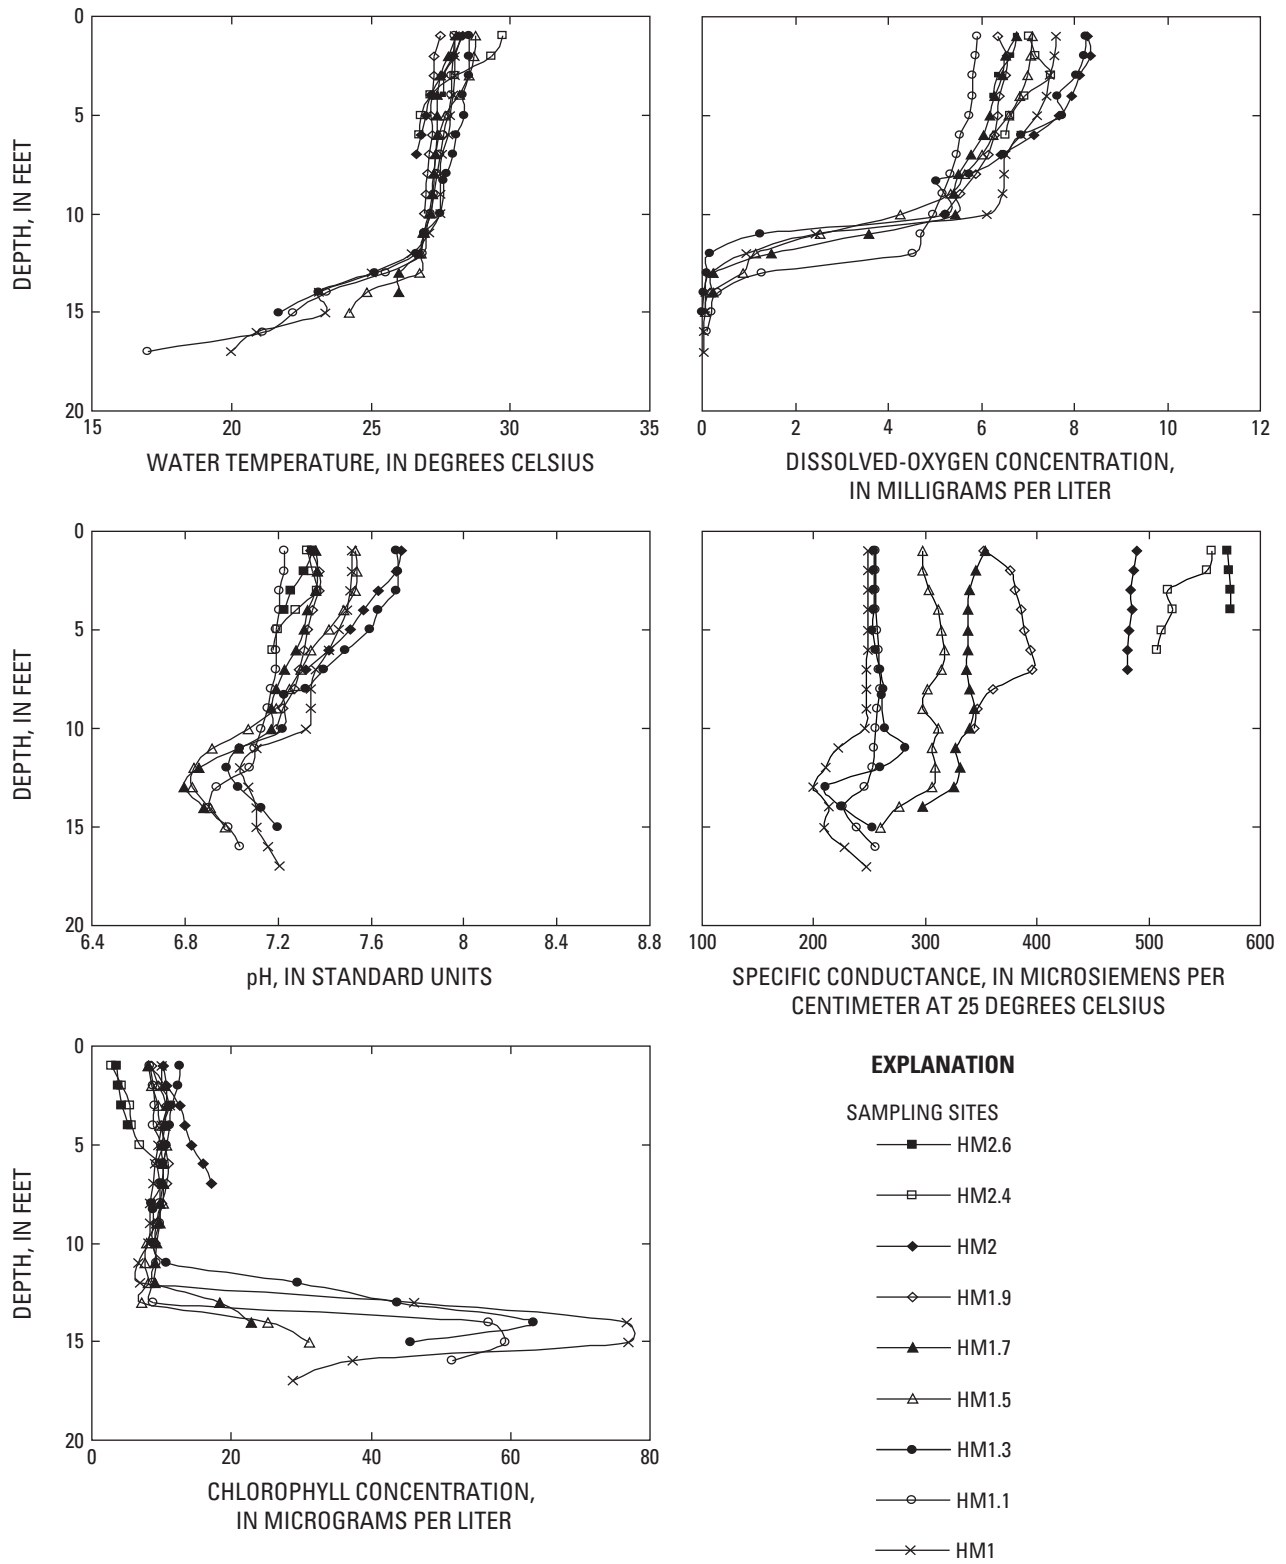 0
5
10
15
20
DEPTH, IN FEET
15 20 25 30 35
WATER TEMPERATURE, IN DEGREES CELSIUS
0 2 4 6 8 10 12
DISSOLVED-OXYGEN CONCENTRATION,
IN MILLIGRAMS PER LITER
0
5
10
15
20
DEPTH, IN FEET
6.4 6.8 7.2 7.6 8 8.4 8.8
pH, IN STANDARD UNITS
100 200 300 400 500 600
SPECIFIC CONDUCTANCE, IN MICROSIEMENS PER
CENTIMETER AT 25 DEGREES CELSIUS
0
5
10
15
20
DEPTH, IN FEET
0 20 40 60 80
CHLOROPHYLL CONCENTRATION,
IN MICROGRAMS PER LITER
EXPLANATION
SAMPLING SITES
HM2.6
HM2.4
HM2
HM1.9
HM1.7
HM1.5
HM1.3
HM1.1
HM1